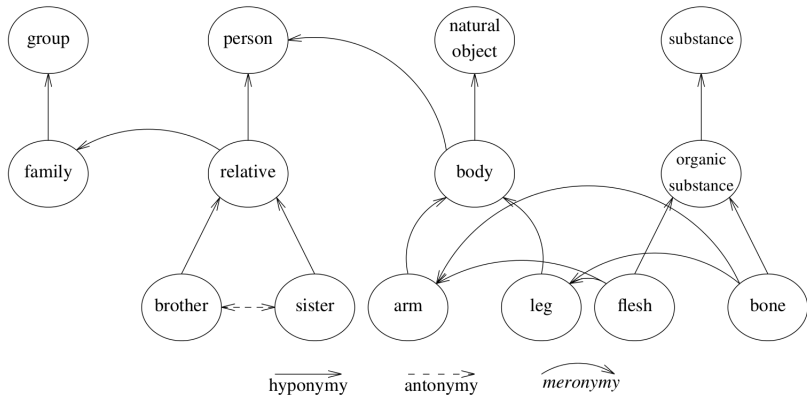 group
person
natural
object
substance
family
relative
body
organic
substance
brother
sister
arm
leg
flesh
bone
hyponymy
antonymy
meronymy